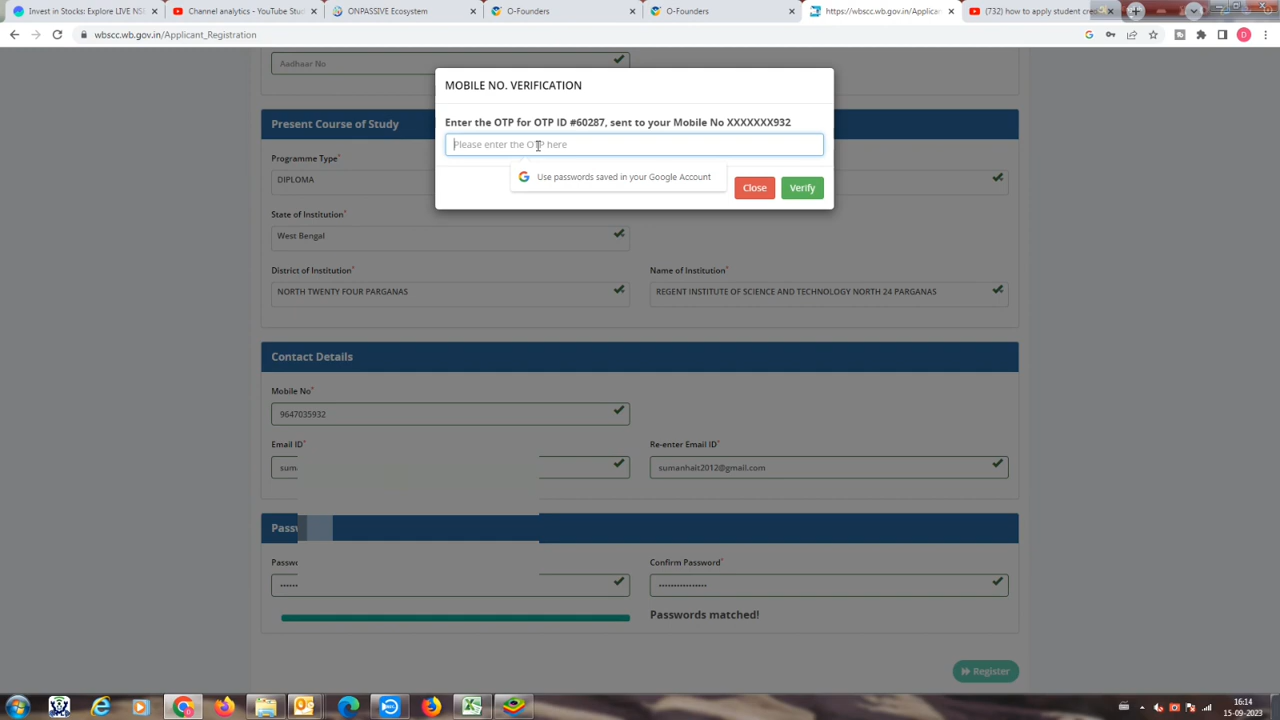 Invest in Stocks: Explore LIVE NSE
Channel analytics - YouTube Stud
ONPASSIVE Ecosystem
O-Founders
O-Founders
https://wbscc.wb.gov.in/Applican
(732) how to apply student credi
wbscc.wb.gov.in/Applicant_Registration
D
MOBILE NO. VERIFICATION
Enter the OTP for OTP ID #60287, sent to your Mobile No XXXXXXX932
Please enter the OTP here
Use passwords saved in your Google Account
Close
Verify
Aadhaar No
Present Course of Study
Programme Type*
DIPLOMA
State of Institution*
West Bengal
District of Institution*
Name of Institution*
NORTH TWENTY FOUR PARGANAS
REGENT INSTITUTE OF SCIENCE AND TECHNOLOGY NORTH 24 PARGANAS
Contact Details
Mobile No*
9647035932
Email ID*
Re-enter Email ID*
sum
sumanhait2012@gmail.com
Passw
Passwo
Confirm Password*
Passwords matched!
Register
16:14
15-09-2023